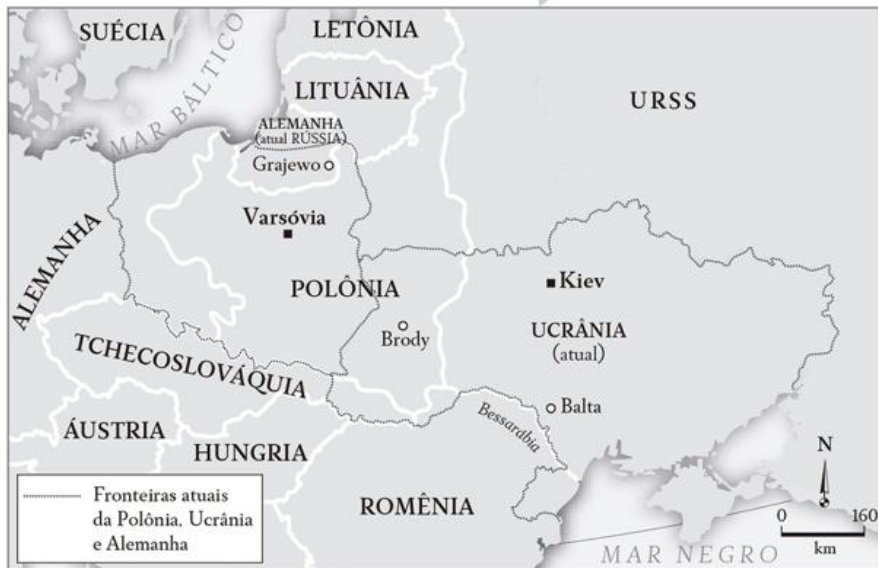 SUÉCIA
LETÔNIA
MAR BÁLTICO
LITUÂNIA
URSS
ALEMANHA
(atual RÚSSIA)
Grajewo
Varsóvia
ALEMANHA
Kiev
POLÔNIA
Brody
UCRÂNIA
(atual)
TCHECOSLOVÁQUIA
Balta
Bessarábia
ÁUSTRIA
HUNGRIA
N
Fronteiras atuais
da Polônia, Ucrânia
e Alemanha
ROMÊNIA
0 160
km
MAR NEGRO